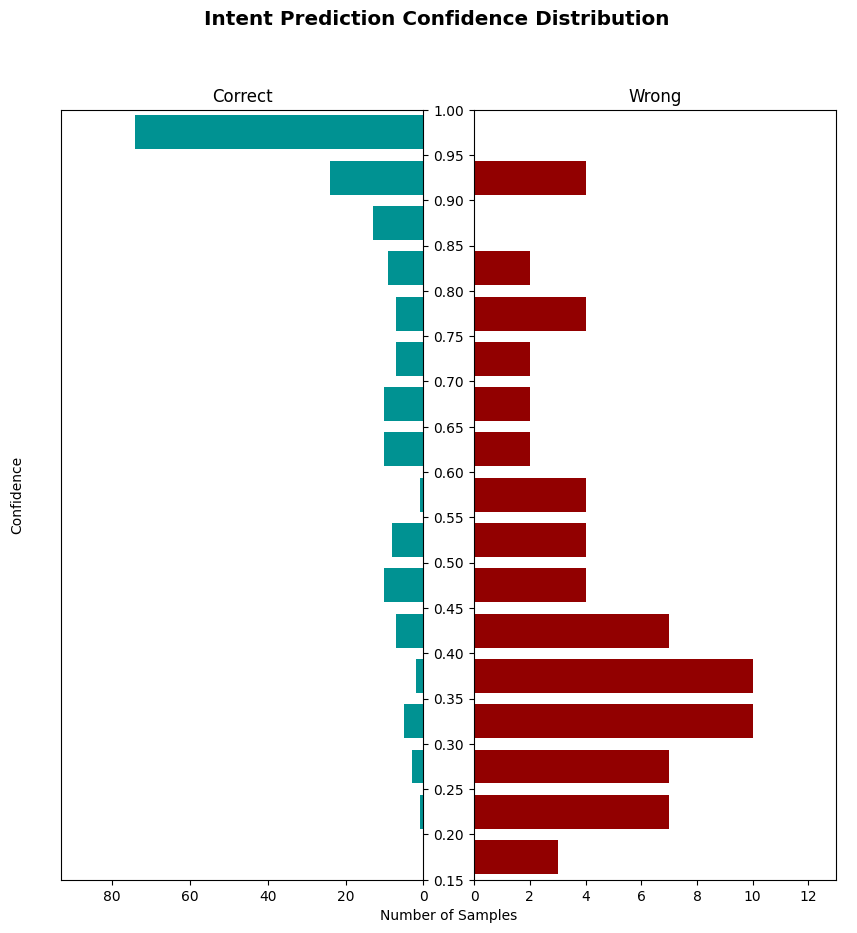 Intent Prediction Confidence Distribution
Correct
Wrong
1.00
0.95
0.90
0.85
0.80
0.75
0.70
0.65
0.60
0.55
0.50
0.45
0.40
0.35
0.30
0.25
0.20
0.15
Confidence
80 60 40 20 0
0 2 4 6 8 10 12
Number of Samples